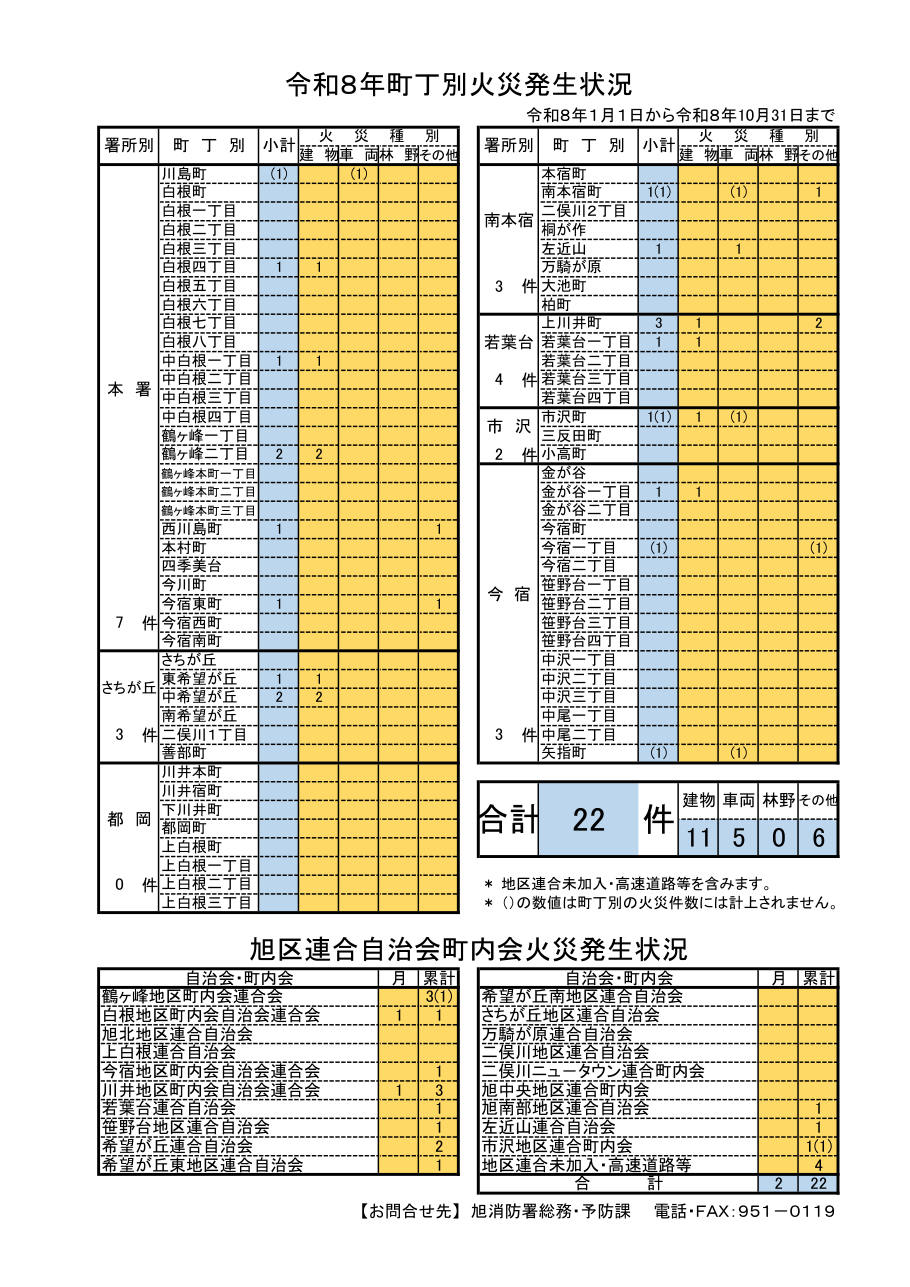 令和８年町丁別火災発生状況
令和８年１月１日から令和８年10月31日まで
署所別 町 丁 別 小計 火 災 種 別
建 物 車 両 林 野 その他
川島町 (1) (1)
白根町
白根一丁目
白根二丁目
白根三丁目
白根四丁目 1 1
白根五丁目
白根六丁目
白根七丁目
白根八丁目
中白根一丁目 1 1
中白根二丁目
本 署 中白根三丁目
中白根四丁目
鶴ヶ峰一丁目
鶴ヶ峰二丁目 2 2
鶴ヶ峰本町一丁目
鶴ヶ峰本町二丁目
鶴ヶ峰本町三丁目
西川島町 1 1
本村町
四季美台
今川町
今宿東町 1 1
7 件 今宿西町
今宿南町
さちが丘
東希望が丘 1 1
さちが丘 中希望が丘 2 2
南希望が丘
3 件 二俣川１丁目
善部町
川井本町
川井宿町
下川井町
都 岡 都岡町
上白根町
上白根一丁目
0 件 上白根二丁目
上白根三丁目
署所別 町 丁 別 小計 火 災 種 別
建 物 車 両 林 野 その他
本宿町
南本宿町 1(1) (1) 1
南本宿 二俣川２丁目
桐が作
左近山 1 1
万騎が原
3 件 大池町
柏町
上川井町 3 1 2
若葉台 若葉台一丁目 1 1
若葉台二丁目
4 件 若葉台三丁目
若葉台四丁目
市 沢 市沢町 1(1) 1 (1)
三反田町
2 件 小高町
金が谷
金が谷一丁目 1 1
金が谷二丁目
今宿町
今宿一丁目 (1) (1)
今宿二丁目
笹野台一丁目
今 宿 笹野台二丁目
笹野台三丁目
笹野台四丁目
中沢一丁目
中沢二丁目
中沢三丁目
中尾一丁目
3 件 中尾二丁目
矢指町 (1) (1)
合計 22 件 建物 車両 林野 その他
11 5 0 6
* 地区連合未加入・高速道路等を含みます。
* （）の数値は町丁別の火災件数には計上されません。
旭区連合自治会町内会火災発生状況
自治会・町内会 月 累計
鶴ヶ峰地区町内会連合会 3(1)
白根地区町内会自治会連合会 1 1
旭北地区連合自治会
上白根連合自治会
今宿地区町内会自治会連合会 1
川井地区町内会自治会連合会 1 3
若葉台連合自治会 1
笹野台地区連合自治会 1
希望が丘連合自治会 2
希望が丘東地区連合自治会 1
自治会・町内会 月 累計
希望が丘南地区連合自治会
さちが丘地区連合自治会
万騎が原連合自治会
二俣川地区連合自治会
二俣川ニュータウン連合町内会
旭中央地区連合町内会
旭南部地区連合自治会 1
左近山連合自治会 1
市沢地区連合町内会 1(1)
地区連合未加入・高速道路等 4
合 計 2 22
【お問合せ先】 旭消防署総務・予防課 電話・FAX：951－0119